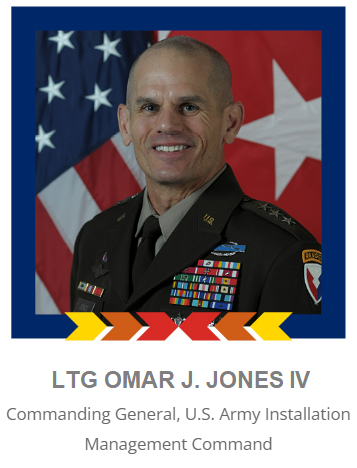 U.S.
LTG OMAR J. JONES IV
Commanding General, U.S. Army Installation
Management Command